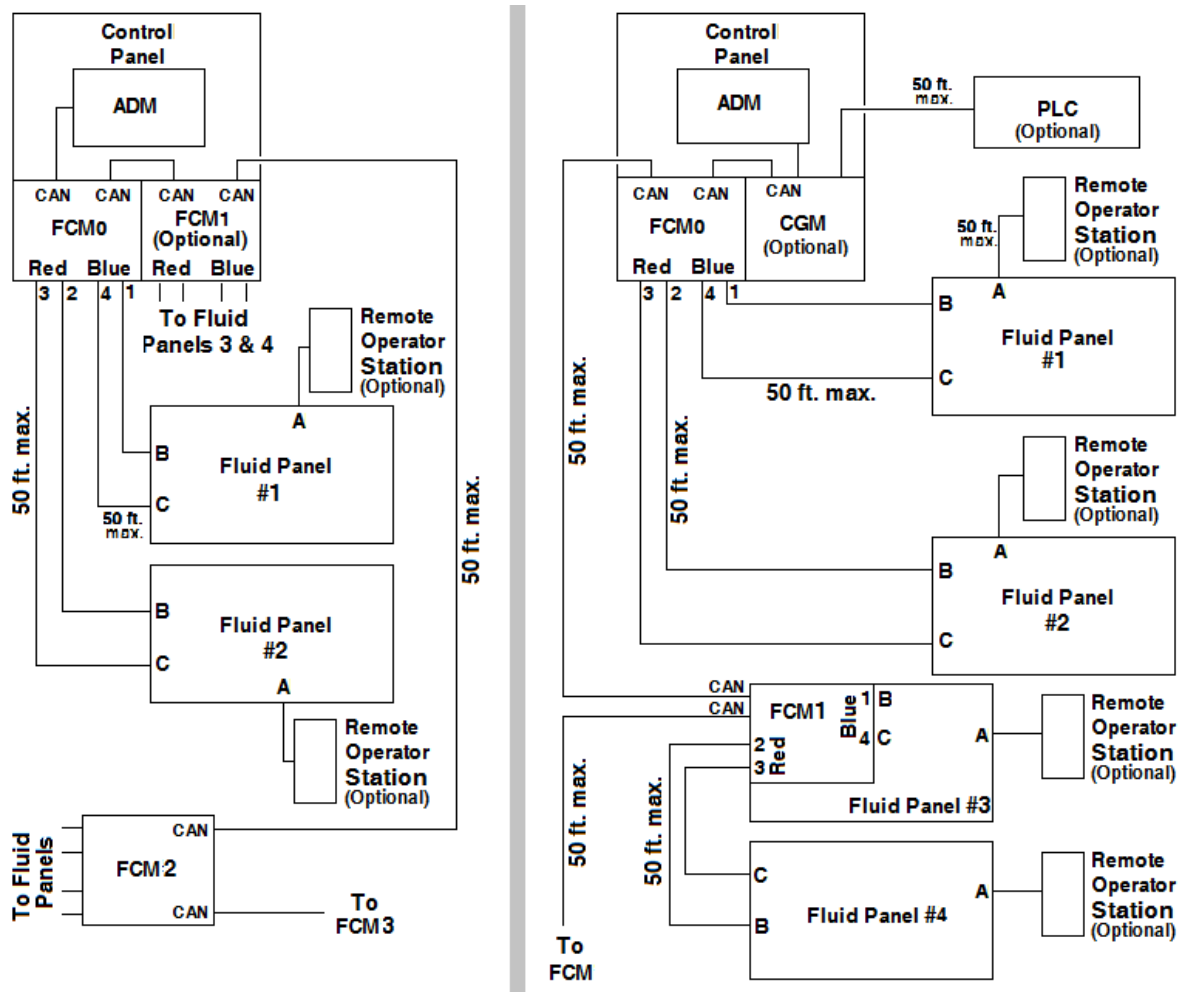 Control
Panel
ADM
CAN CAN CAN CAN
FCM0
FCM1
(Optional)
Red Blue Red Blue
3 2 4 1
To Fluid
Panels 3 & 4
Remote
Operator
Station
(Optional)
50 ft. max.
A
B
Fluid Panel
#1
C
50 ft.
max.
50 ft. max.
B
Fluid Panel
#2
C
A
Remote
Operator
Station
(Optional)
To Fluid
Panels
CAN
FCM2
CAN
To
FCM3
Control
Panel
ADM
50 ft.
max.
PLC
(Optional)
CAN CAN CAN
FCM0
CGM
(Optional)
Red Blue
3 2 4 1
50 ft.
max.
Remote
Operator
Station
(Optional)
A
B
Fluid Panel
#1
C
50 ft. max.
50 ft. max.
50 ft. max.
Remote
Operator
Station
(Optional)
A
B
Fluid Panel
#2
C
CAN
CAN
FCM1
Blue
1 B
4 C
2
3
Red
A
Fluid Panel #3
Remote
Operator
Station
(Optional)
50 ft. max.
50 ft. max.
C
B
A
Fluid Panel #4
Remote
Operator
Station
(Optional)
To
FCM